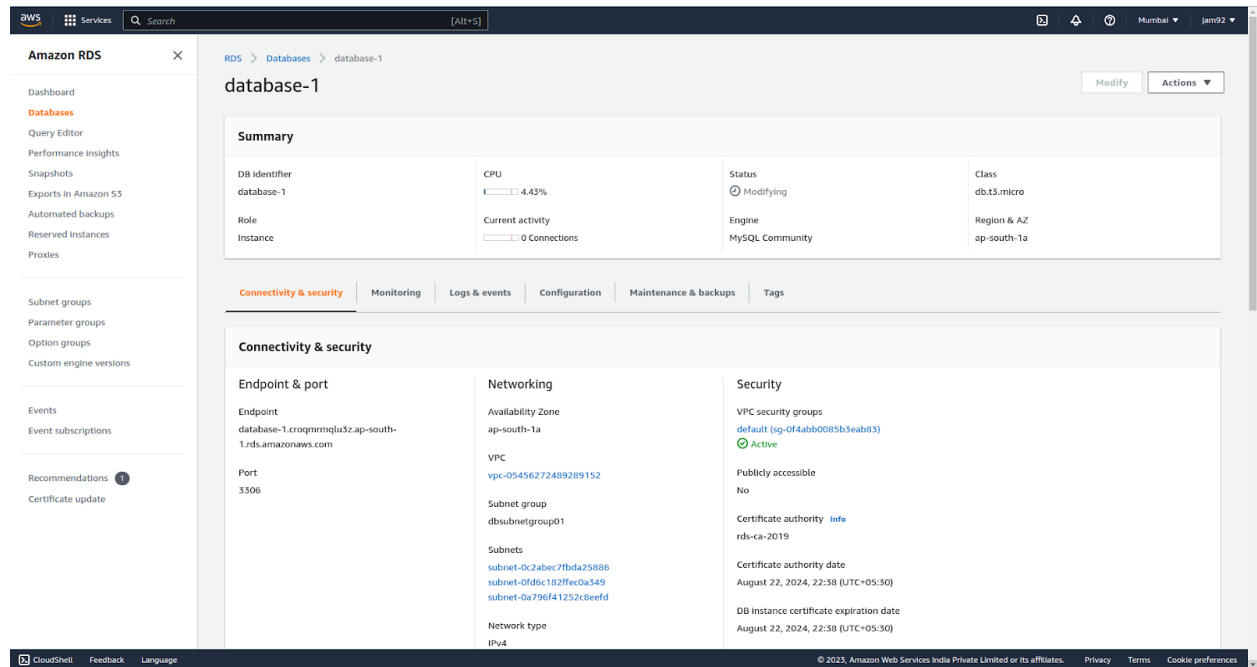 aws
Services
Search [Alt+S]
Mumbai ▼
jam92 ▼
Amazon RDS
Dashboard
Databases
Query Editor
Performance insights
Snapshots
Exports in Amazon S3
Automated backups
Reserved instances
Proxies
Subnet groups
Parameter groups
Option groups
Custom engine versions
Events
Event subscriptions
Recommendations 1
Certificate update
RDS > Databases > database-1
database-1
Modify
Actions ▼
Summary
DB identifier
database-1
CPU
4.43%
Status
Modifying
Class
db.t3.micro
Role
Instance
Current activity
0 Connections
Engine
MySQL Community
Region & AZ
ap-south-1a
Connectivity & security
Monitoring
Logs & events
Configuration
Maintenance & backups
Tags
Connectivity & security
Endpoint & port
Endpoint
database-1.croqmrmqlu3z.ap-south-
1.rds.amazonaws.com
Port
3306
Networking
Availability Zone
ap-south-1a
VPC
vpc-05456272489289152
Subnet group
dbsubnetgroup01
Subnets
subnet-0c2abec7fbda25886
subnet-0fd6c182ffec0a349
subnet-0a796f41252c8eefd
Network type
IPv4
Security
VPC security groups
default (sg-0f4abb0085b3eab83)
Active
Publicly accessible
No
Certificate authority Info
rds-ca-2019
Certificate authority date
August 22, 2024, 22:38 (UTC+05:30)
DB instance certificate expiration date
August 22, 2024, 22:38 (UTC+05:30)
CloudShell
Feedback
Language
© 2023, Amazon Web Services India Private Limited or its affiliates.
Privacy
Terms
Cookie preferences